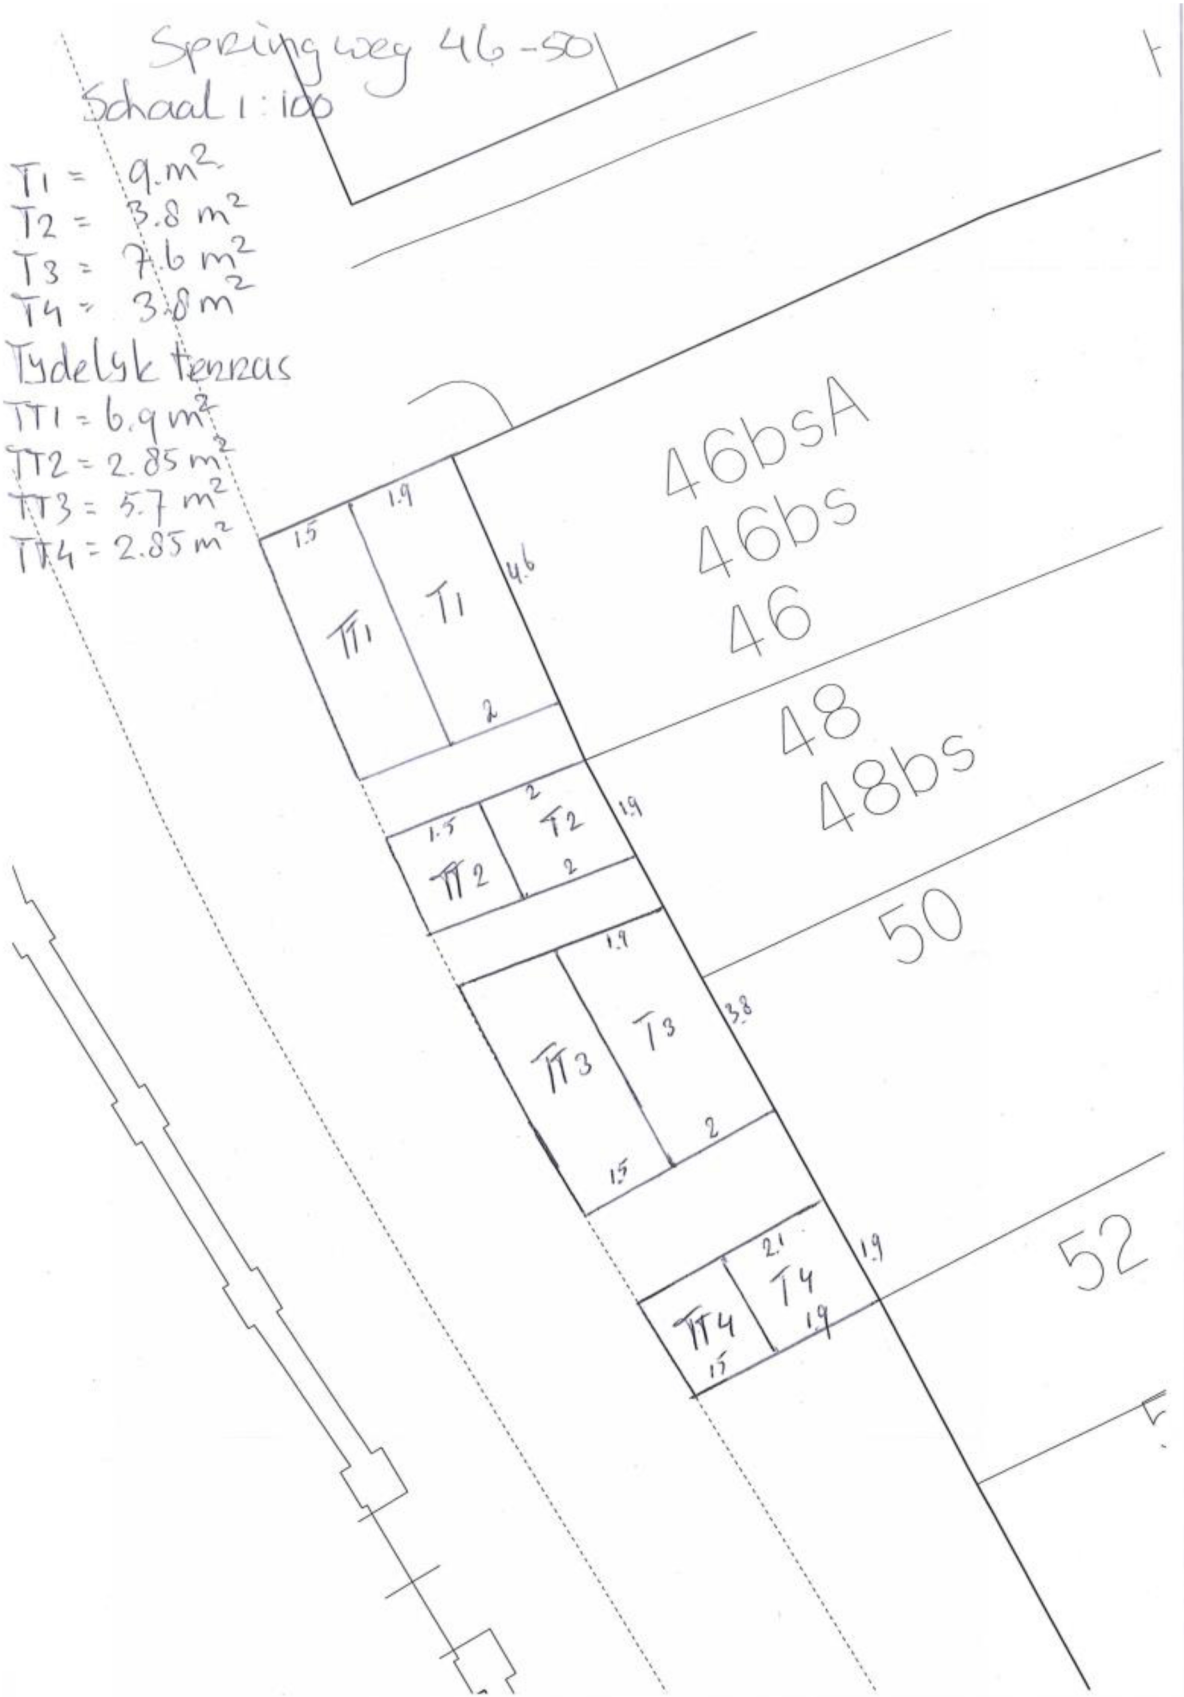 Springweg 46-50
Schaal 1:100
T1 = 9.m²
T2 = 3.8 m²
T3 = 7.6 m²
T4 = 3.8 m²
Tydelyk terras
TT1 = 6.9 m²
TT2 = 2.85 m²
TT3 = 5.7 m²
TT4 = 2.85 m²
1.5
1.9
4.6
TT1
T1
2
46bsA
46bs
46
48
48bs
2
1.5
T2
1.9
TT2
2
50
1.9
3.8
T3
TT3
2
15
2.1
1.9
T4
TT4
1.9
15
52